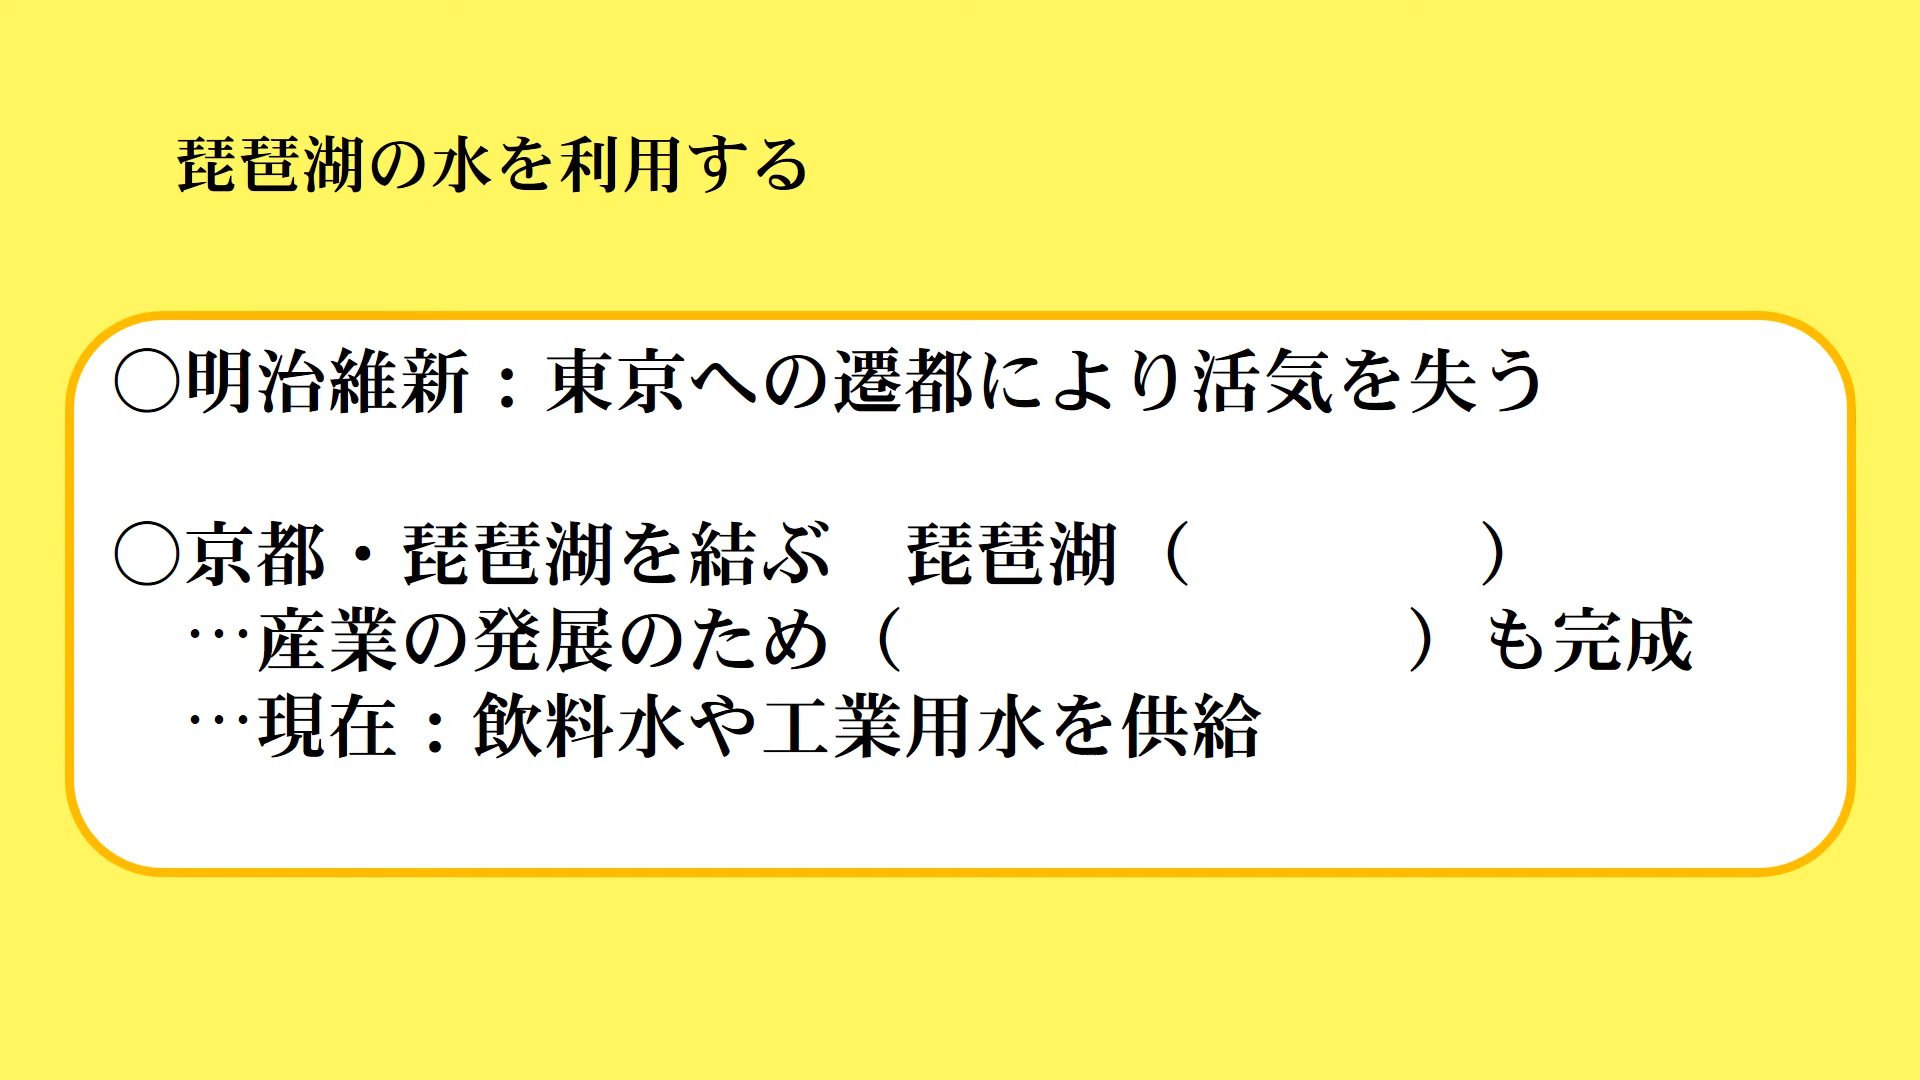 琵琶湖の水を利用する
○明治維新：東京への遷都により活気を失う
○京都・琵琶湖を結ぶ　琵琶湖（　　　　）
…産業の発展のため（　　　　　　　）も完成
…現在：飲料水や工業用水を供給